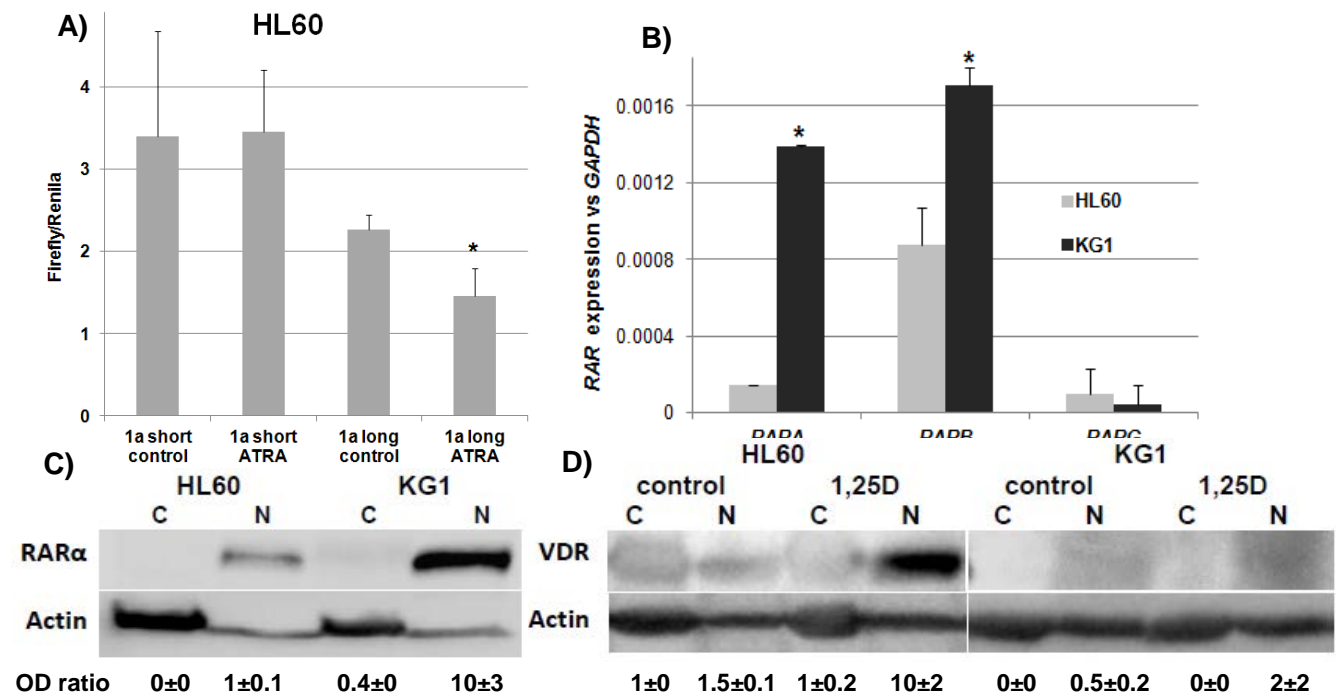 A)
HL60
Firefly/Renila
4
3
2
1
0
1a short control
1a short ATRA
1a long control
1a long ATRA
*
B)
RAR expression vs GAPDH
0.0016
0.0012
0.0008
0.0004
0
* *
HL60
KG1
RARA RARB RARG
C)
HL60 KG1
C N C N
RARα
Actin
OD ratio 0±0 1±0.1 0.4±0 10±3
D)
HL60 KG1
control 1,25D control 1,25D
C N C N C N C N
VDR
Actin
1±0 1.5±0.1 1±0.2 10±2 0±0 0.5±0.2 0±0 2±2